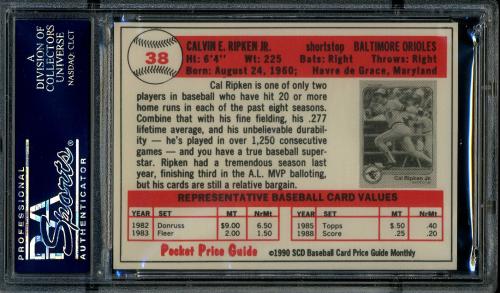 A
DIVISION OF
COLLECTORS
UNIVERSE
NASDAQ: CLCT
PSA
PROFESSIONAL
Sports
AUTHENTICATOR
38
CALVIN E. RIPKEN JR. shortstop BALTIMORE ORIOLES
Ht: 6'4" Wt: 225 Bats: Right Throws: Right
Born: August 24, 1960; Havre de Grace, Maryland
Cal Ripken is one of only two
players in baseball who have hit 20 or more
home runs in each of the past eight seasons.
Combine that with his fine fielding, his .277
lifetime average, and his unbelievable durabil-
ity — he's played in over 1,250 consecutive
games — and you have a true baseball super-
star. Ripken had a tremendous season last
year, finishing third in the A.L. MVP balloting,
but his cards are still a relative bargain.
Cal Ripken Jr.
REPRESENTATIVE BASEBALL CARD VALUES
YEAR SET MT NrMt YEAR SET MT NrMt
1982 Donruss $9.00 6.50 1985 Topps $.50 .40
1983 Fleer 2.00 1.50 1988 Score .25 .20
Pocket Price Guide ©1990 SCD Baseball Card Price Guide Monthly